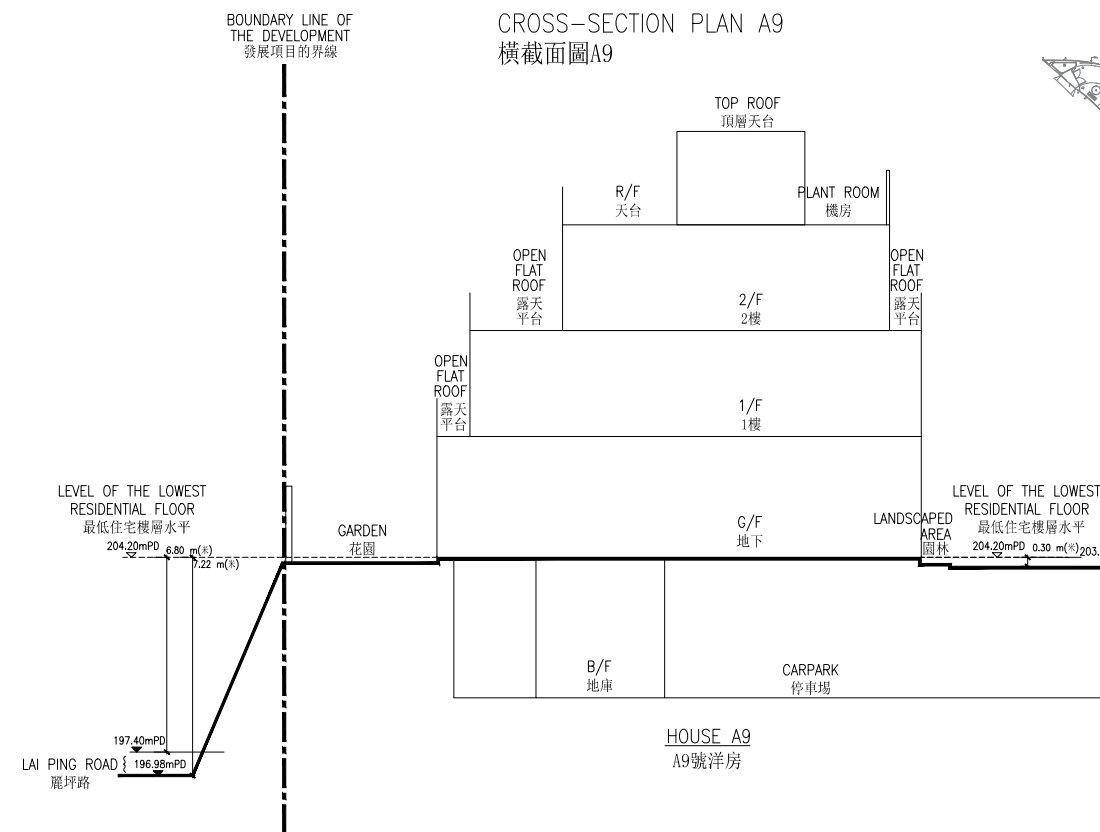 BOUNDARY LINE OF
THE DEVELOPMENT
發展項目的界線
CROSS-SECTION PLAN A9
橫截面圖A9
TOP ROOF
頂層天台
R/F
天台
PLANT ROOM
機房
OPEN
FLAT
ROOF
露天
平台
2/F
2樓
OPEN
FLAT
ROOF
露天
平台
OPEN
FLAT
ROOF
露天
平台
1/F
1樓
LEVEL OF THE LOWEST
RESIDENTIAL FLOOR
最低住宅樓層水平
204.20mPD
6.80 m(米)
7.22 m(米)
GARDEN
花園
G/F
地下
LANDSCAPED
AREA
園林
LEVEL OF THE LOWEST
RESIDENTIAL FLOOR
最低住宅樓層水平
204.20mPD
0.30 m(米)
203.
B/F
地庫
CARPARK
停車場
197.40mPD
LAI PING ROAD { 196.98mPD
麗坪路
HOUSE A9
A9號洋房